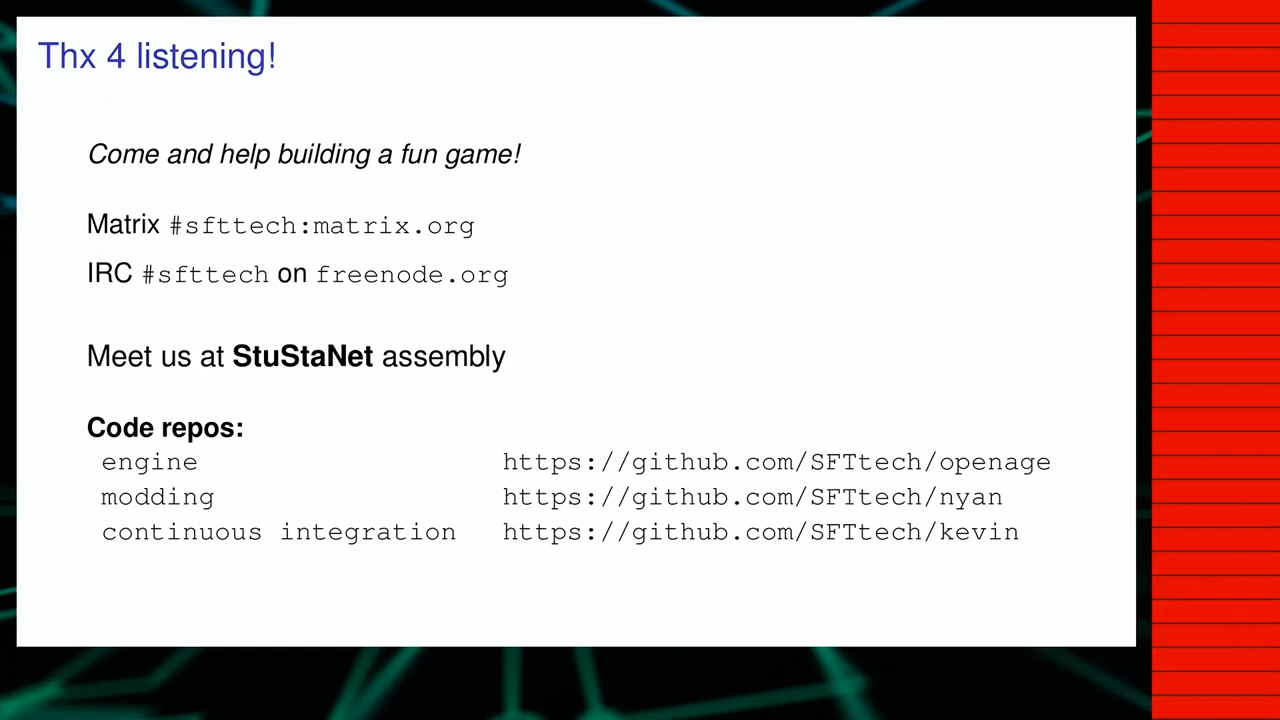 Thx 4 listening!
Come and help building a fun game!
Matrix #sfttech:matrix.org
IRC #sfttech on freenode.org
Meet us at StuStaNet assembly
Code repos:
engine https://github.com/SFTtech/openage
modding https://github.com/SFTtech/nyan
continuous integration https://github.com/SFTtech/kevin